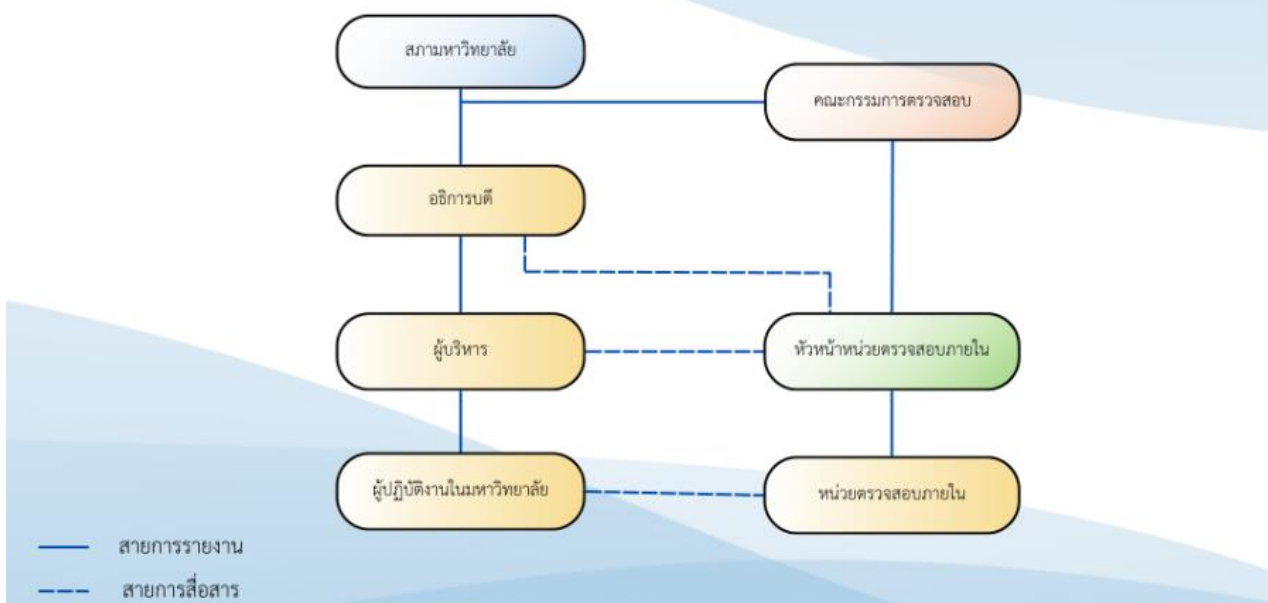 สภามหาวิทยาลัย
คณะกรรมการตรวจสอบ
อธิการบดี
ผู้บริหาร
หัวหน้าหน่วยตรวจสอบภายใน
ผู้ปฏิบัติงานในมหาวิทยาลัย
หน่วยตรวจสอบภายใน
สายการรายงาน
สายการสื่อสาร